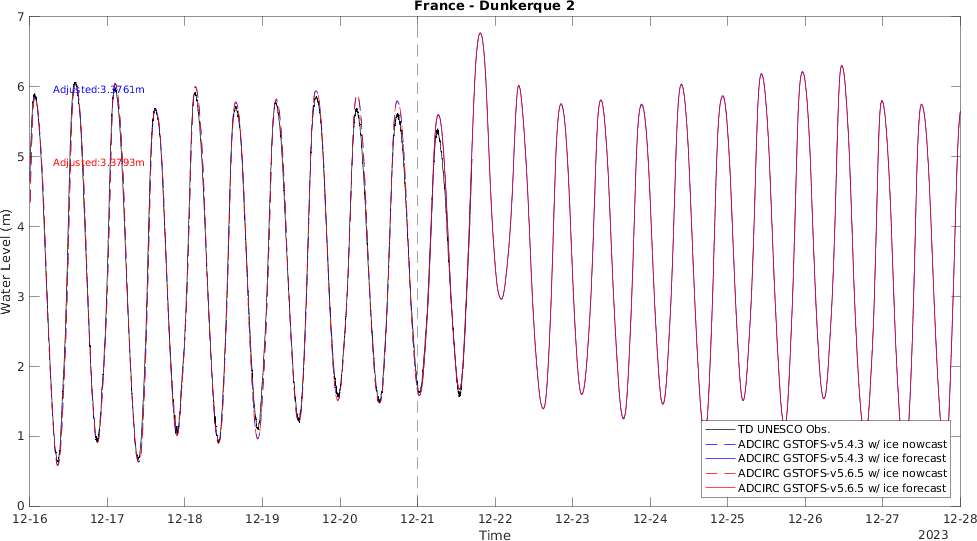 France - Dunkerque 2
7
6
5
4
3
2
1
0
Water Level (m)
Adjusted:3.3761m
Adjusted:3.3793m
TD UNESCO Obs.
ADCIRC GSTOFS-v5.4.3 w/ ice nowcast
ADCIRC GSTOFS-v5.4.3 w/ ice forecast
ADCIRC GSTOFS-v5.6.5 w/ ice nowcast
ADCIRC GSTOFS-v5.6.5 w/ ice forecast
12-16 12-17 12-18 12-19 12-20 12-21 12-22 12-23 12-24 12-25 12-26 12-27 12-28
Time
2023